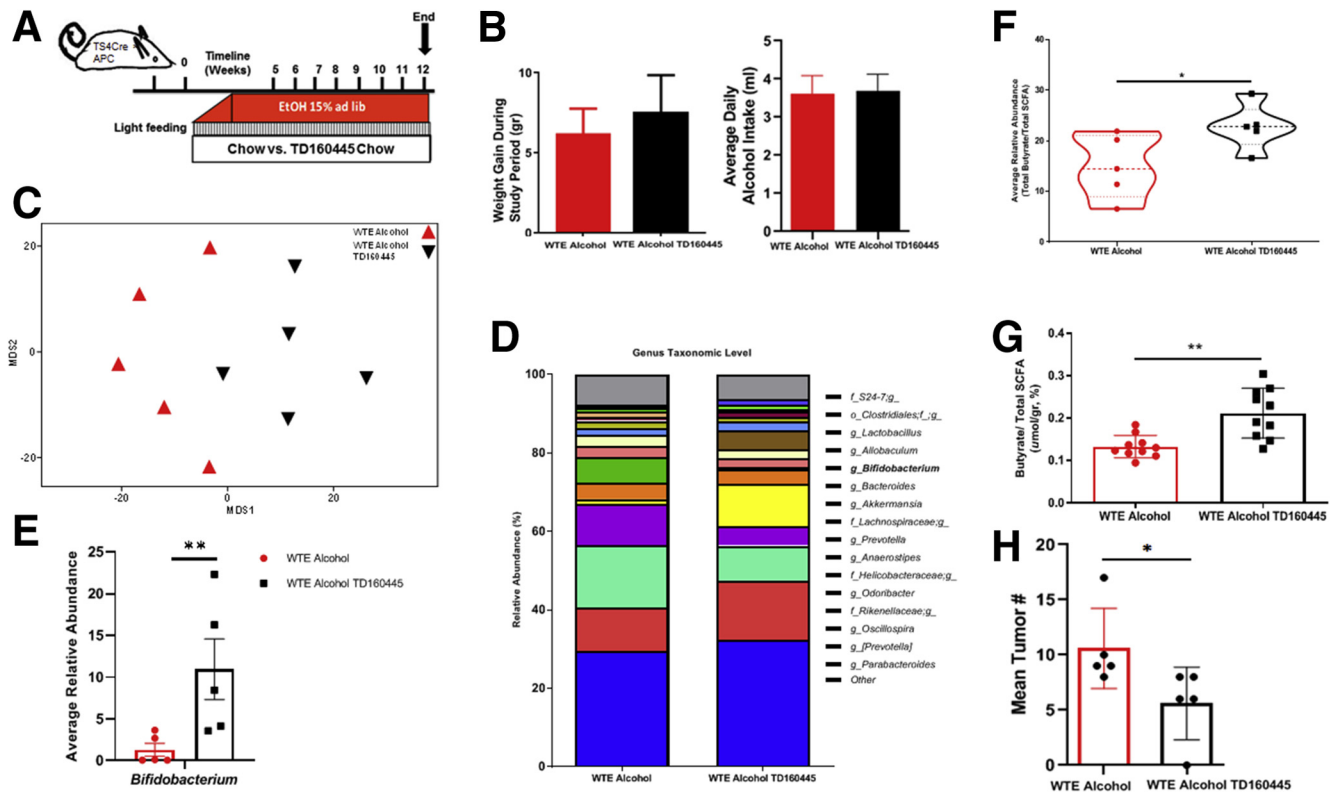 A
TS4Cre
APC
0
Timeline
(Weeks)
5 6 7 8 9 10 11 12
End
EtOH 15% ad lib
Light feeding
Chow vs. TD160445 Chow
B
Weight Gain During
Study Period (gr)
10
5
0
WTE Alcohol WTE Alcohol TD160445
Average Daily
Alcohol Intake (ml)
5
4
3
2
1
0
WTE Alcohol WTE Alcohol TD160445
C
WTE Alcohol
WTE Alcohol
TD160445
MDS2
20
0
-20
-20 0 20
MDS1
D
Genus Taxonomic Level
Relative Abundance (%)
100
80
60
40
20
0
WTE Alcohol WTE Alcohol TD160445
f_S24-7;g_
o_Clostridiales;f_;g_
g_Lactobacillus
g_Allobaculum
g_Bifidobacterium
g_Bacteroides
g_Akkermansia
f_Lachnospiraceae;g_
g_Prevotella
g_Anaerostipes
f_Helicobacteraceae;g_
g_Odoribacter
f_Rikenellaceae;g_
g_Oscillospira
g_[Prevotella]
g_Parabacteroides
Other
E
Average Relative Abundance
25
20
15
10
5
0
**
WTE Alcohol
WTE Alcohol TD160445
Bifidobacterium
F
Average Relative Abundance
(Total Butyrate/Total SCFA)
40
30
20
10
0
*
WTE Alcohol WTE Alcohol TD160445
G
Butyrate/ Total SCFA
(umol/gr, %)
0.4
0.3
0.2
0.1
0.0
**
WTE Alcohol WTE Alcohol TD160445
H
Mean Tumor #
20
15
10
5
0
*
WTE Alcohol WTE Alcohol TD160445